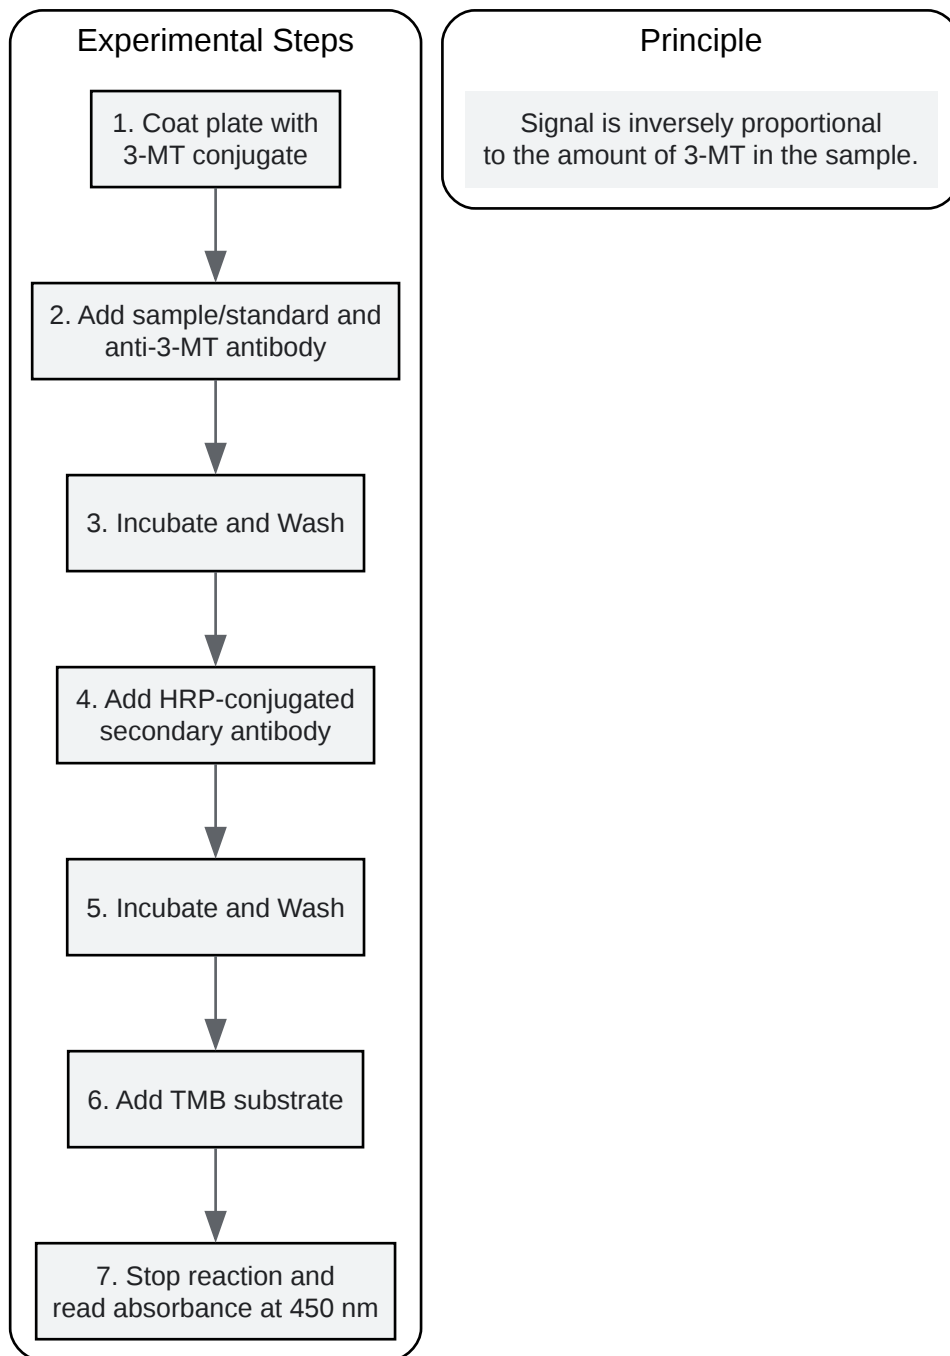 Experimental Steps
1. Coat plate with
3-MT conjugate
2. Add sample/standard and
anti-3-MT antibody
3. Incubate and Wash
4. Add HRP-conjugated
secondary antibody
5. Incubate and Wash
6. Add TMB substrate
7. Stop reaction and
read absorbance at 450 nm
Principle
Signal is inversely proportional
to the amount of 3-MT in the sample.